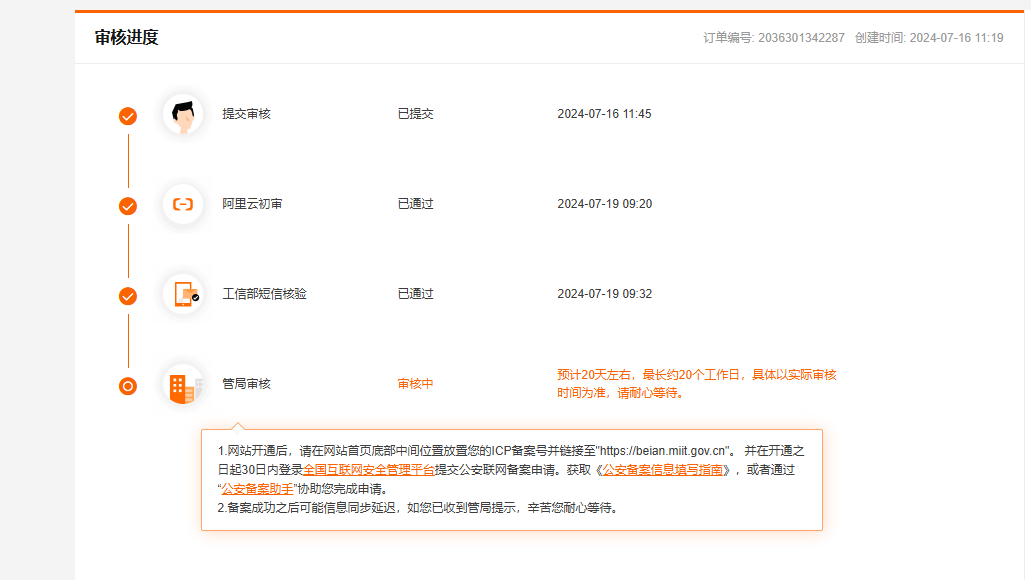 审核进度
订单编号: 2036301342287 创建时间: 2024-07-16 11:19
提交审核 已提交 2024-07-16 11:45
阿里云初审 已通过 2024-07-19 09:20
工信部短信核验 已通过 2024-07-19 09:32
管局审核 审核中 预计20天左右，最长约20个工作日，具体以实际审核
时间为准，请耐心等待。
1.网站开通后，请在网站首页底部中间位置放置您的ICP备案号并链接至"https://beian.miit.gov.cn"。 并在开通之
日起30日内登录全国互联网安全管理平台提交公安联网备案申请。获取《公安备案信息填写指南》，或者通过
“公安备案助手”协助您完成申请。
2.备案成功之后可能信息同步延迟，如您已收到管局提示，辛苦您耐心等待。